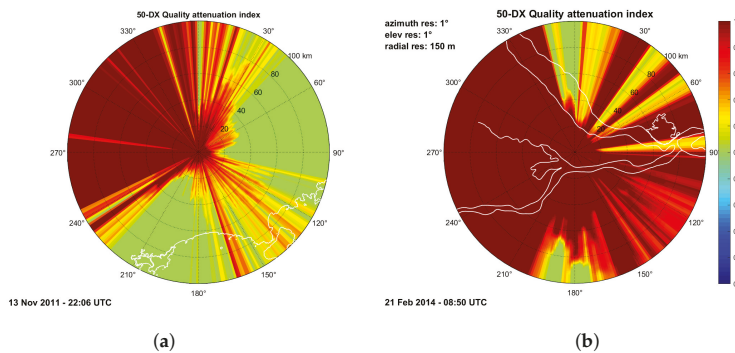 50-DX Quality attenuation index
330°
30°
100 km
80
60
40
20
300°
60°
270°
90°
240°
120°
210°
150°
180°
13 Nov 2011 - 22:06 UTC
(a)
50-DX Quality attenuation index
azimuth res: 1°
elev res: 1°
radial res: 150 m
330°
30°
100 km
80
60
40
20
300°
60°
270°
90°
240°
120°
210°
150°
180°
21 Feb 2014 - 08:50 UTC
(b)